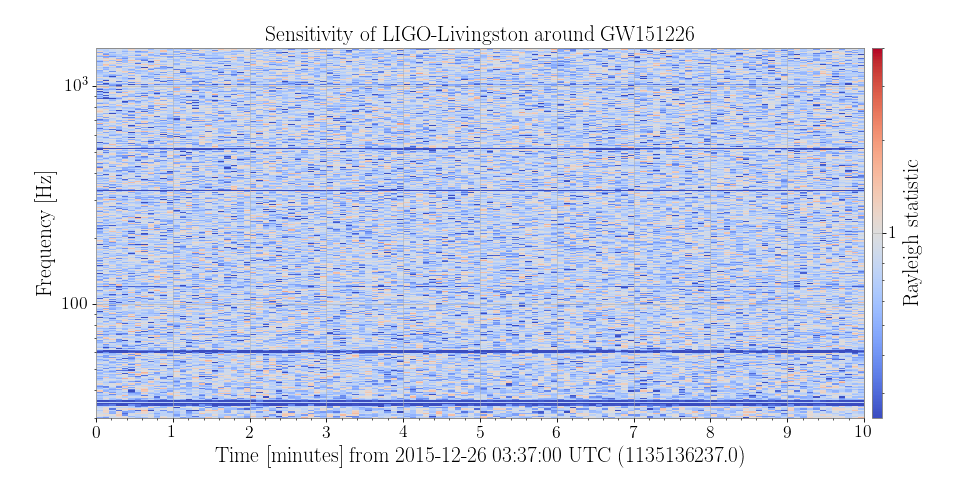 Sensitivity of LIGO-Livingston around GW151226
10³
100
Frequency [Hz]
0 1 2 3 4 5 6 7 8 9 10
Time [minutes] from 2015-12-26 03:37:00 UTC (1135136237.0)
1
Rayleigh statistic